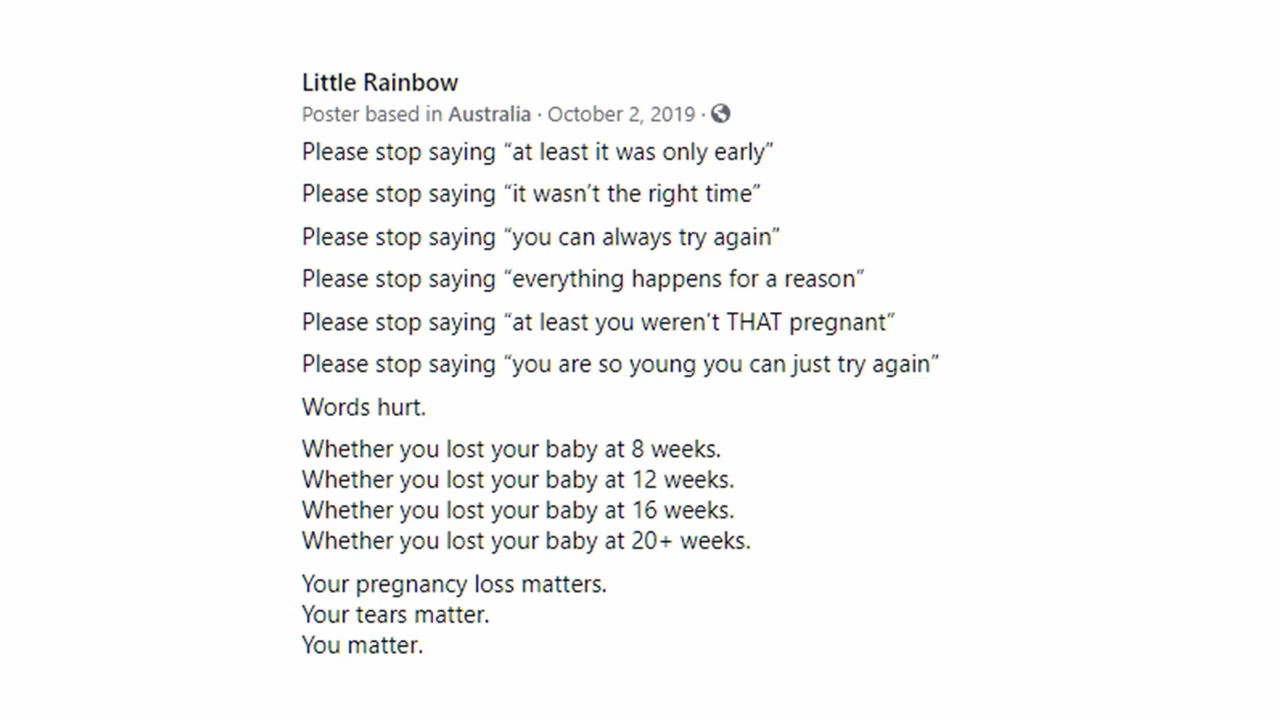 Little Rainbow
Poster based in Australia · October 2, 2019 ·
Please stop saying “at least it was only early”
Please stop saying “it wasn’t the right time”
Please stop saying “you can always try again”
Please stop saying “everything happens for a reason”
Please stop saying “at least you weren’t THAT pregnant”
Please stop saying “you are so young you can just try again”
Words hurt.
Whether you lost your baby at 8 weeks.
Whether you lost your baby at 12 weeks.
Whether you lost your baby at 16 weeks.
Whether you lost your baby at 20+ weeks.
Your pregnancy loss matters.
Your tears matter.
You matter.